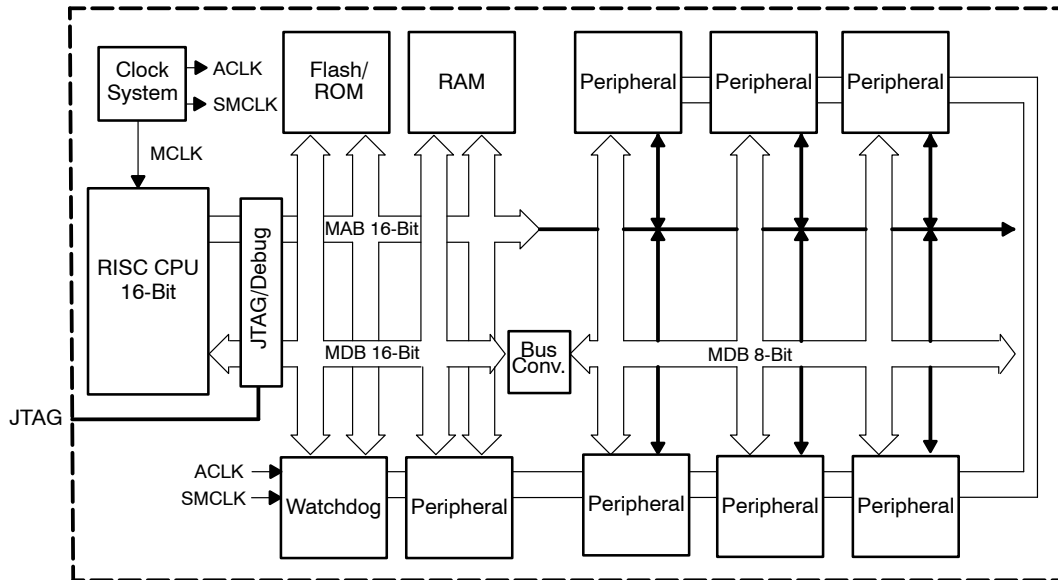 Clock
System
ACLK
SMCLK
MCLK
Flash/
ROM
RAM
Peripheral
Peripheral
Peripheral
RISC CPU
16-Bit
JTAG/Debug
MAB 16-Bit
MDB 16-Bit
Bus
Conv.
MDB 8-Bit
JTAG
ACLK
SMCLK
Watchdog
Peripheral
Peripheral
Peripheral
Peripheral